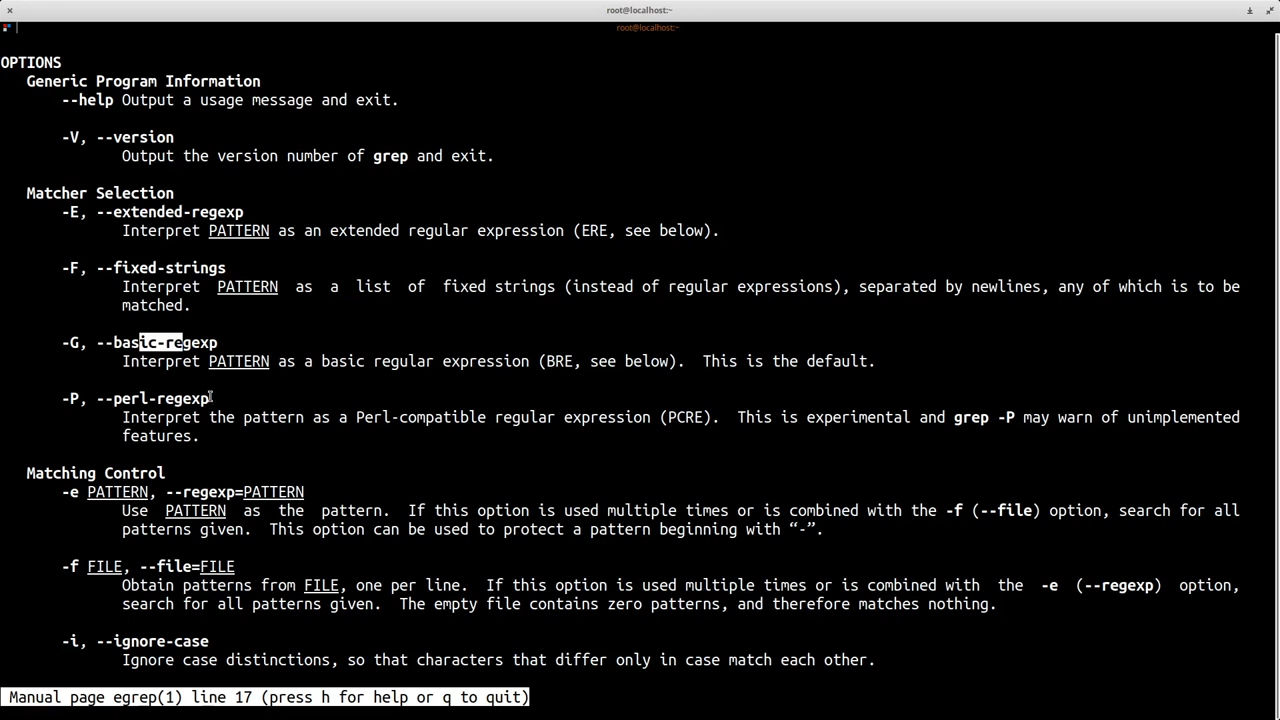 root@localhost:~
root@localhost:~
OPTIONS
Generic Program Information
--help Output a usage message and exit.
-V, --version
Output the version number of grep and exit.
Matcher Selection
-E, --extended-regexp
Interpret PATTERN as an extended regular expression (ERE, see below).
-F, --fixed-strings
Interpret PATTERN as a list of fixed strings (instead of regular expressions), separated by newlines, any of which is to be
matched.
-G, --basic-regexp
Interpret PATTERN as a basic regular expression (BRE, see below). This is the default.
-P, --perl-regexp
Interpret the pattern as a Perl-compatible regular expression (PCRE). This is experimental and grep -P may warn of unimplemented
features.
Matching Control
-e PATTERN, --regexp=PATTERN
Use PATTERN as the pattern. If this option is used multiple times or is combined with the -f (--file) option, search for all
patterns given. This option can be used to protect a pattern beginning with “-”.
-f FILE, --file=FILE
Obtain patterns from FILE, one per line. If this option is used multiple times or is combined with the -e (--regexp) option,
search for all patterns given. The empty file contains zero patterns, and therefore matches nothing.
-i, --ignore-case
Ignore case distinctions, so that characters that differ only in case match each other.
Manual page egrep(1) line 17 (press h for help or q to quit)